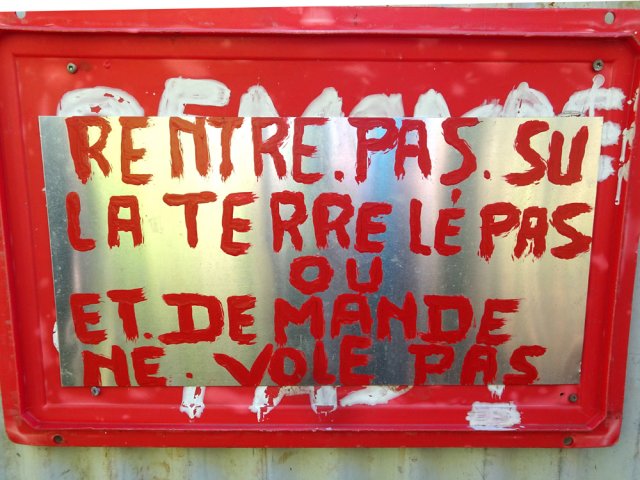 RENTRE.PAS.SU
LA TERRE LÉ PAS
OU
ET.DEMANDE
NE.VOLE PAS